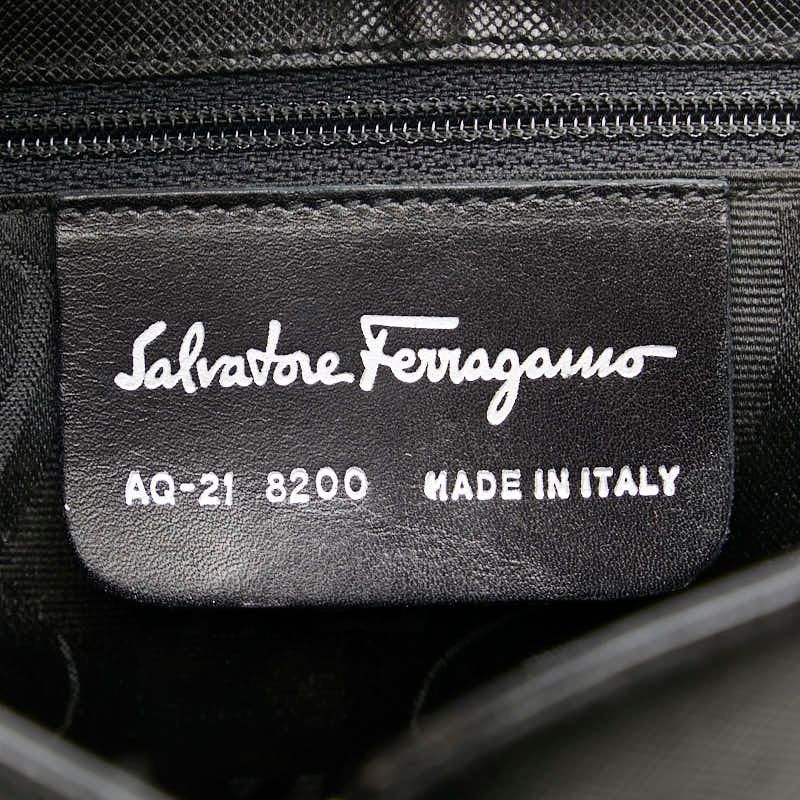 Salvatore Ferragamo
AQ-21 8200 MADE IN ITALY